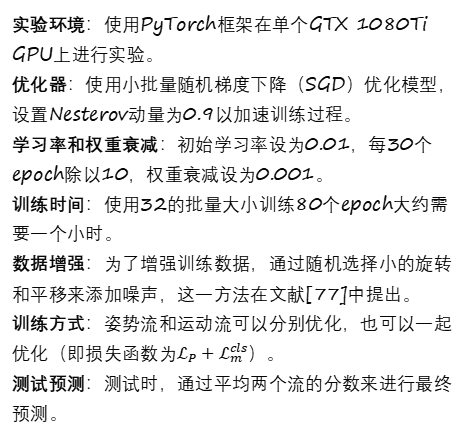 实验环境：使用PyTorch框架在单个GTX 1080Ti
GPU上进行实验。
优化器：使用小批量随机梯度下降（SGD）优化模型，
设置Nesterov动量为0.9以加速训练过程。
学习率和权重衰减：初始学习率设为0.01，每30个
epoch除以10，权重衰减设为0.001。
训练时间：使用32的批量大小训练80个epoch大约需
要一个小时。
数据增强：为了增强训练数据，通过随机选择小的旋转
和平移来添加噪声，这一方法在文献[77]中提出。
训练方式：姿势流和运动流可以分别优化，也可以一起
优化（即损失函数为ℒ_P + ℒ_m^cls）。
测试预测：测试时，通过平均两个流的分数来进行最终
预测。